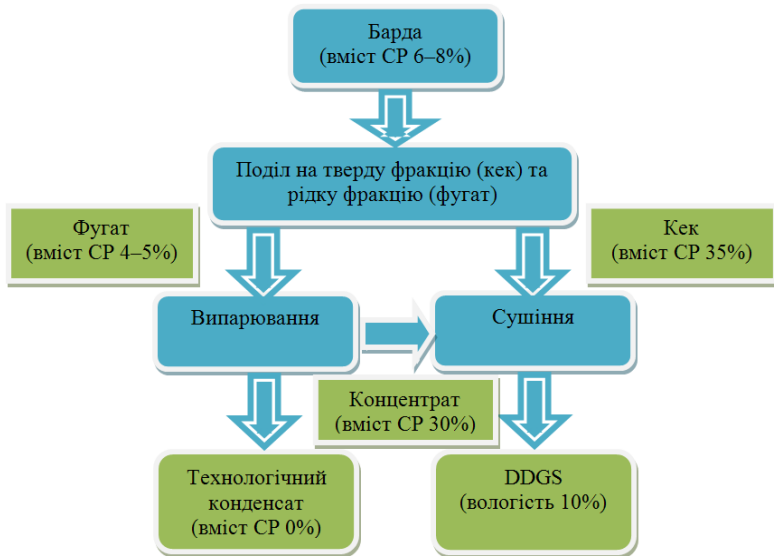 Барда
(вміст СР 6–8%)
Поділ на тверду фракцію (кек) та
рідку фракцію (фугат)
Фугат
(вміст СР 4–5%)
Кек
(вміст СР 35%)
Випарювання
Сушіння
Концентрат
(вміст СР 30%)
Технологічний
конденсат
(вміст СР 0%)
DDGS
(вологість 10%)